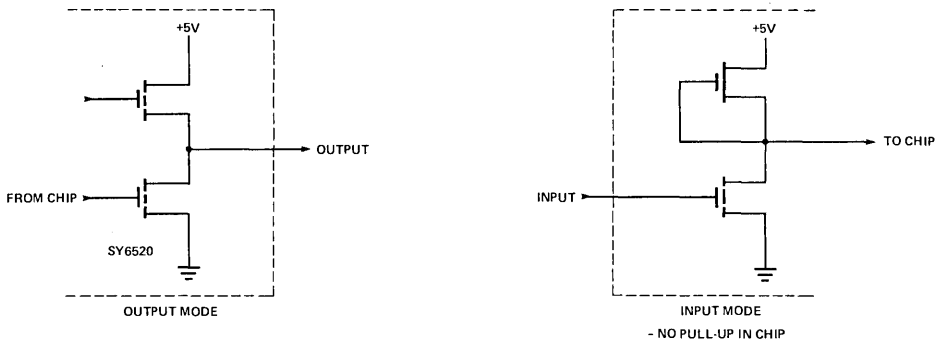 +5V
OUTPUT
FROM CHIP
SY6520
OUTPUT MODE
+5V
TO CHIP
INPUT
INPUT MODE
– NO PULL-UP IN CHIP